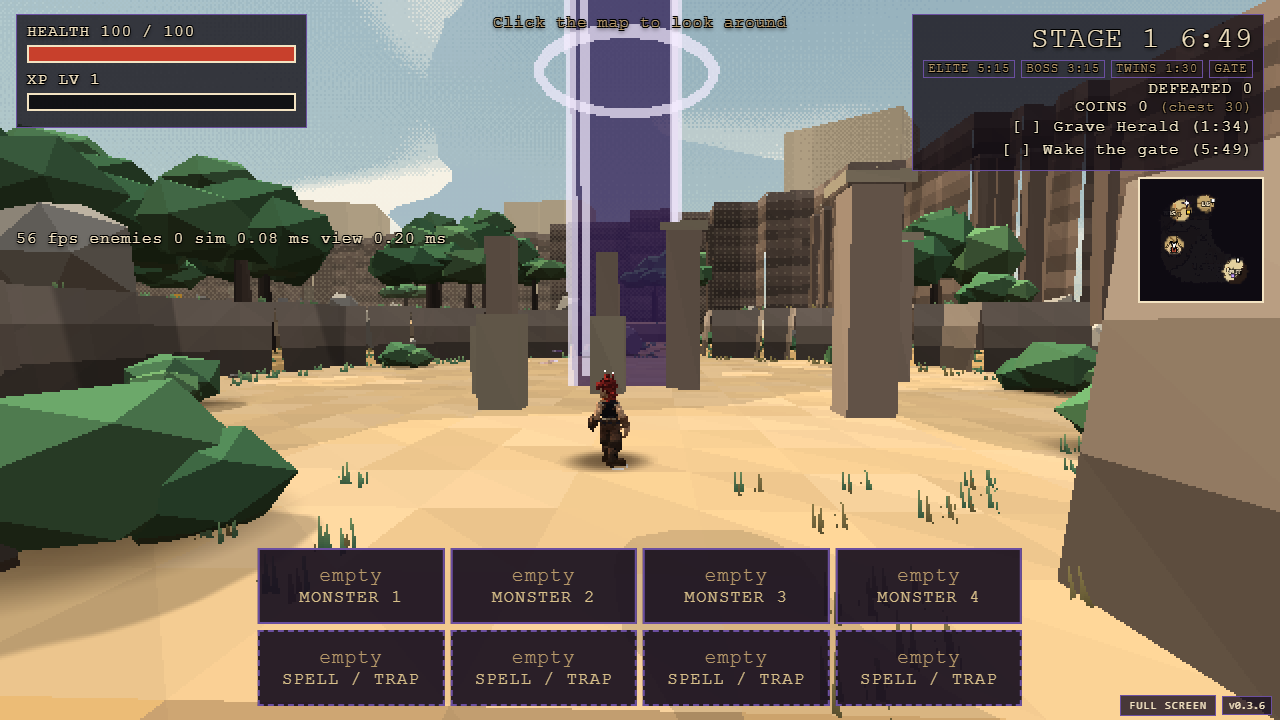 HEALTH 100 / 100
XP LV 1
Click the map to look around
STAGE 1 6:49
ELITE 5:15 BOSS 3:15 TWINS 1:30 GATE
DEFEATED 0
COINS 0 (chest 30)
[ ] Grave Herald (1:34)
[ ] Wake the gate (5:49)
56 fps enemies 0 sim 0.08 ms view 0.20 ms
empty empty empty empty
MONSTER 1 MONSTER 2 MONSTER 3 MONSTER 4
empty empty empty empty
SPELL / TRAP SPELL / TRAP SPELL / TRAP SPELL / TRAP
FULL SCREEN v0.3.6